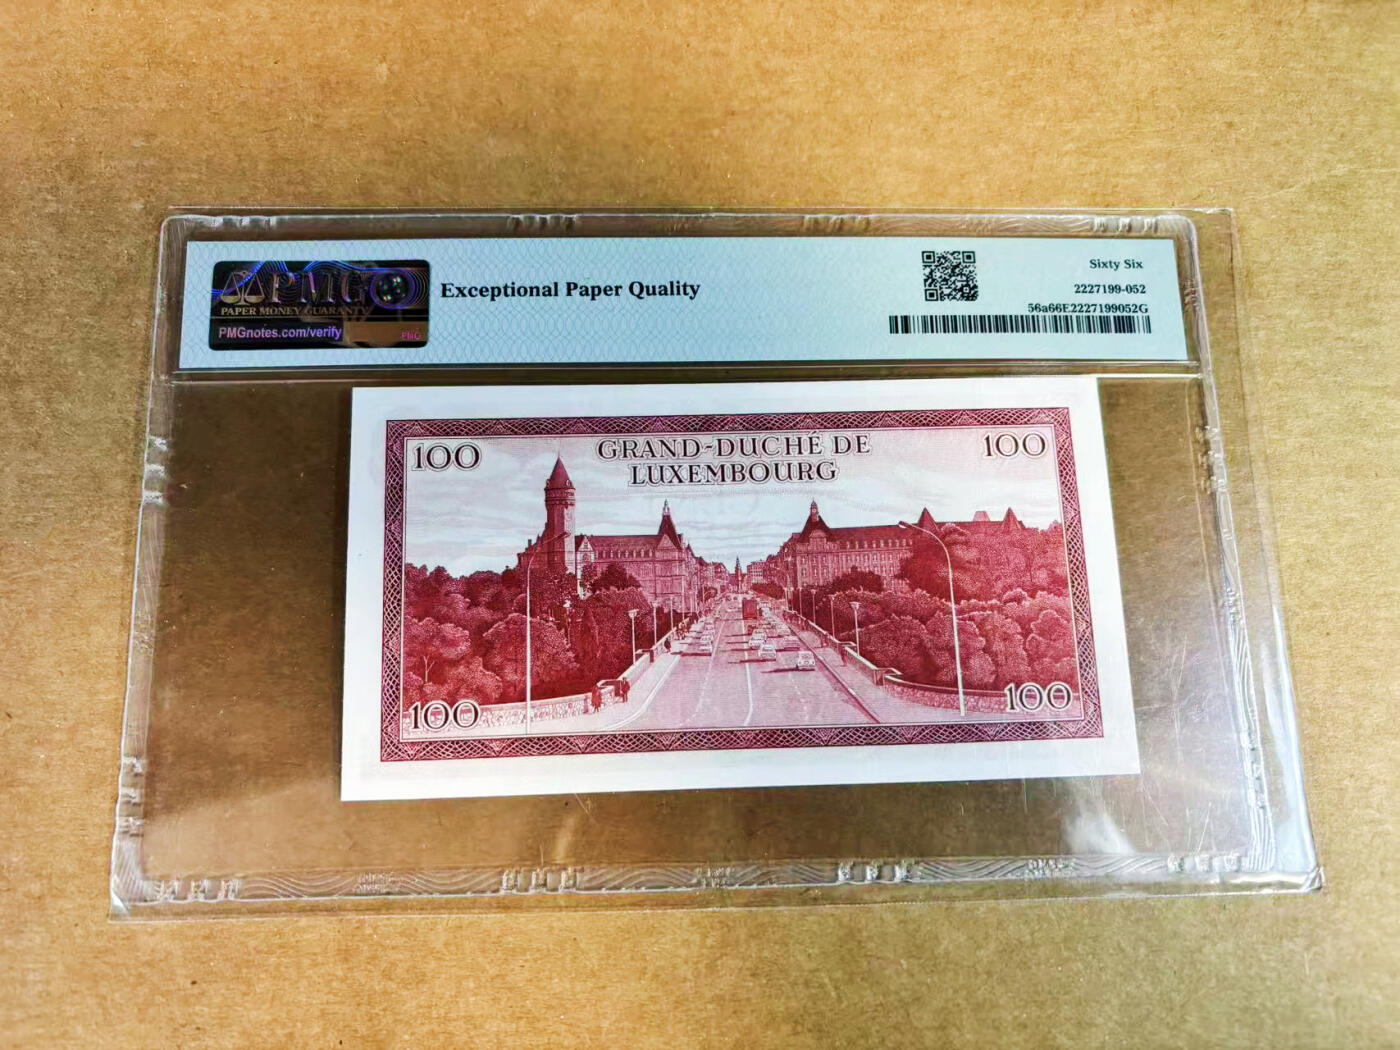 PMG
PAPER MONEY GUARANTY
PMGnotes.com/verify
PMG
Exceptional Paper Quality
Sixty Six
2227199-052
56a66E2227199052G
100
GRAND-DUCHÉ DE
LUXEMBOURG
100
100
100